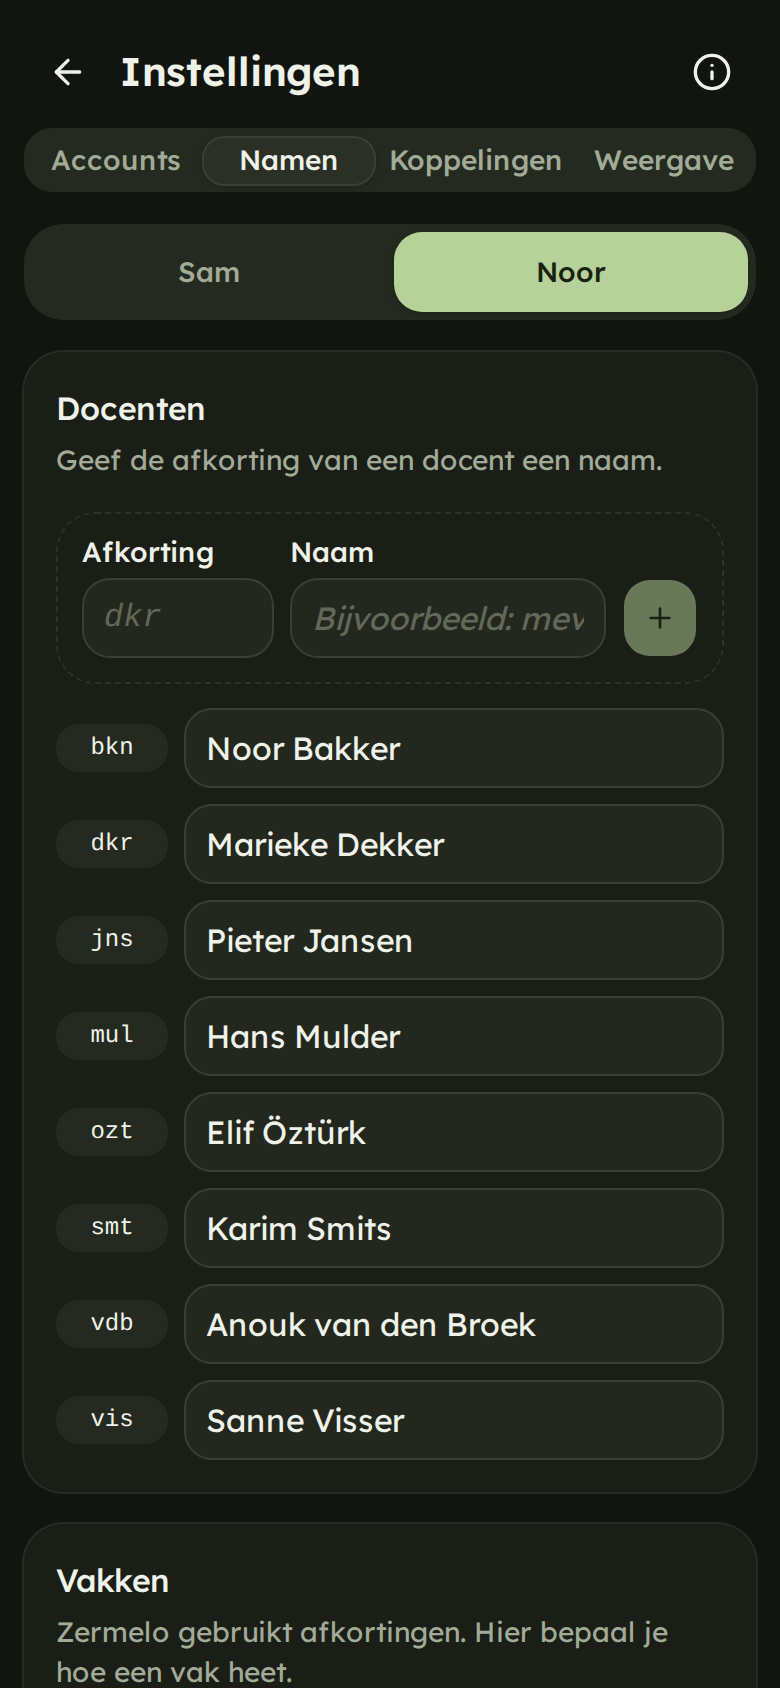 Instellingen
Accounts Namen Koppelingen Weergave
Sam Noor
Docenten
Geef de afkorting van een docent een naam.
Afkorting Naam
dkr Bijvoorbeeld: mev
bkn Noor Bakker
dkr Marieke Dekker
jns Pieter Jansen
mul Hans Mulder
ozt Elif Öztürk
smt Karim Smits
vdb Anouk van den Broek
vis Sanne Visser
Vakken
Zermelo gebruikt afkortingen. Hier bepaal je
hoe een vak heet.